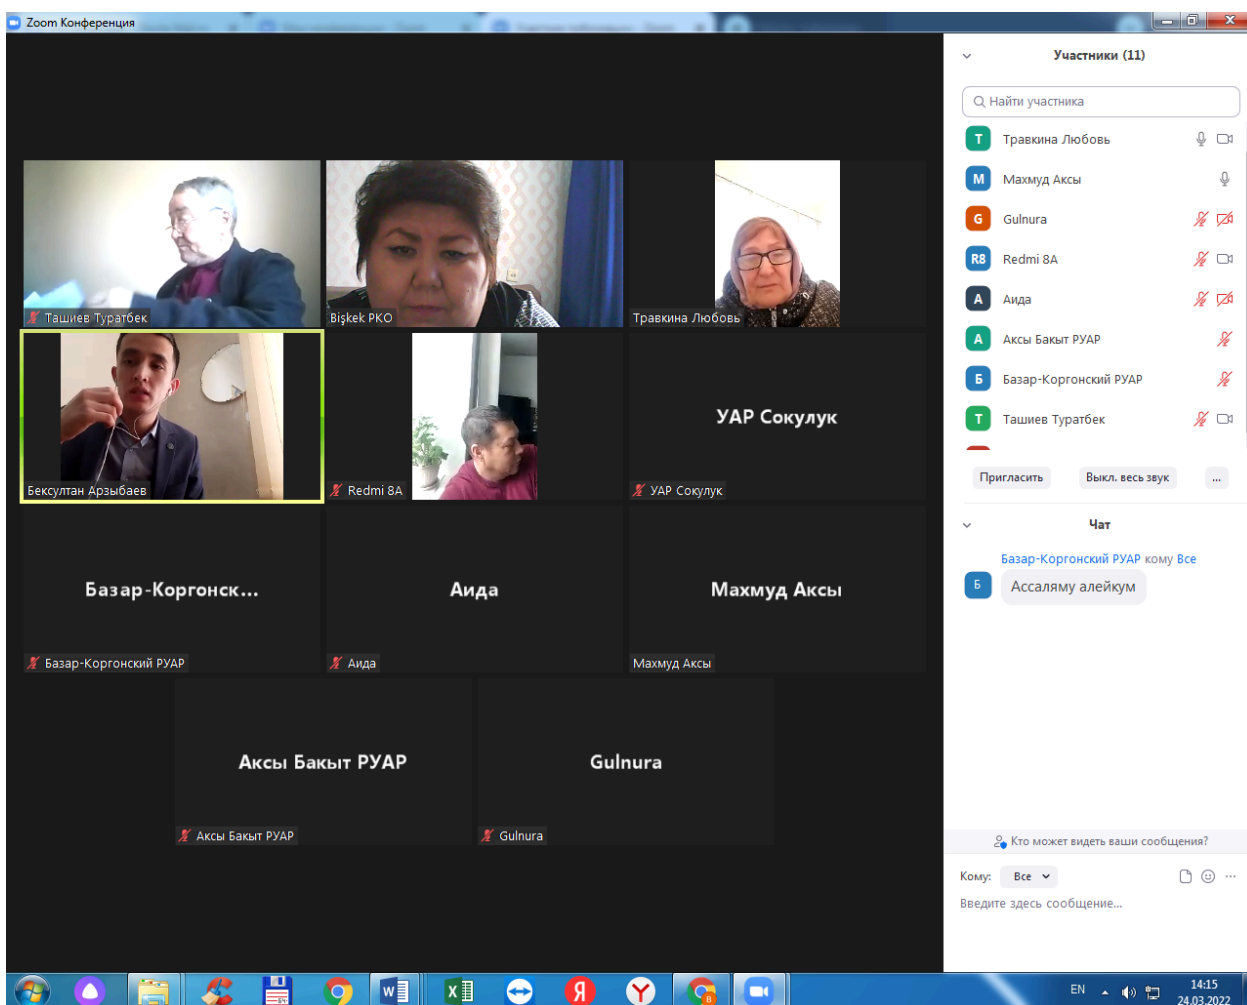 Zoom Конференция
Участники (11)
Найти участника
Т Травкина Любовь
М Махмуд Аксы
G Gulnura
R8 Redmi 8A
А Аида
А Аксы Бакыт РУАР
Б Базар-Коргонский РУАР
Т Ташиев Туратбек
Пригласить Выкл. весь звук ...
Чат
Базар-Коргонский РУАР кому Все
Б Ассаляму алейкум
Кто может видеть ваши сообщения?
Кому: Все
Введите здесь сообщение...
Ташиев Туратбек
Bişkek РКО
Травкина Любовь
Бексултан Арзыбаев
Redmi 8A
УАР Сокулук
УАР Сокулук
Базар-Коргонск...
Базар-Коргонский РУАР
Аида
Аида
Махмуд Аксы
Махмуд Аксы
Аксы Бакыт РУАР
Аксы Бакыт РУАР
Gulnura
Gulnura
EN
14:15
24.03.2022